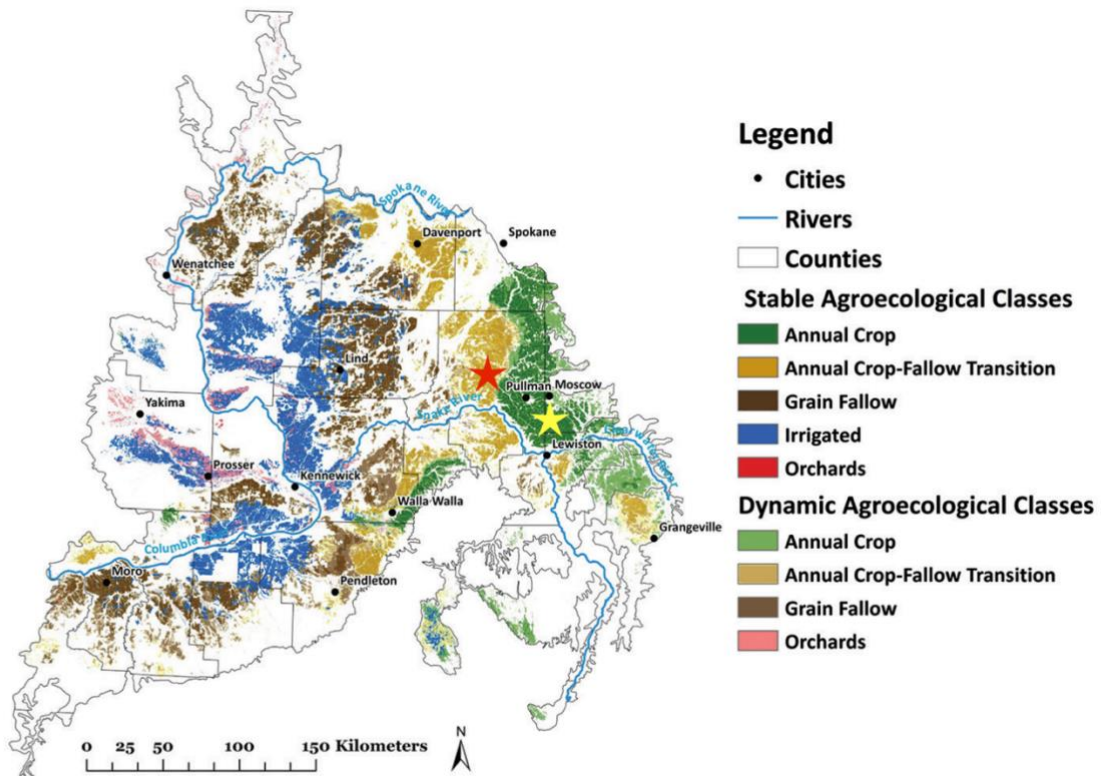 Spokane River
Davenport
Spokane
Wenatchee
Lind
Pullman
Moscow
Yakima
Snake River
Lewiston
Prosser
Kennewick
Walla Walla
Grangeville
Columbia
Moro
Pendleton
0 25 50 100 150 Kilometers
N
Legend
Cities
Rivers
Counties
Stable Agroecological Classes
Annual Crop
Annual Crop-Fallow Transition
Grain Fallow
Irrigated
Orchards
Dynamic Agroecological Classes
Annual Crop
Annual Crop-Fallow Transition
Grain Fallow
Orchards